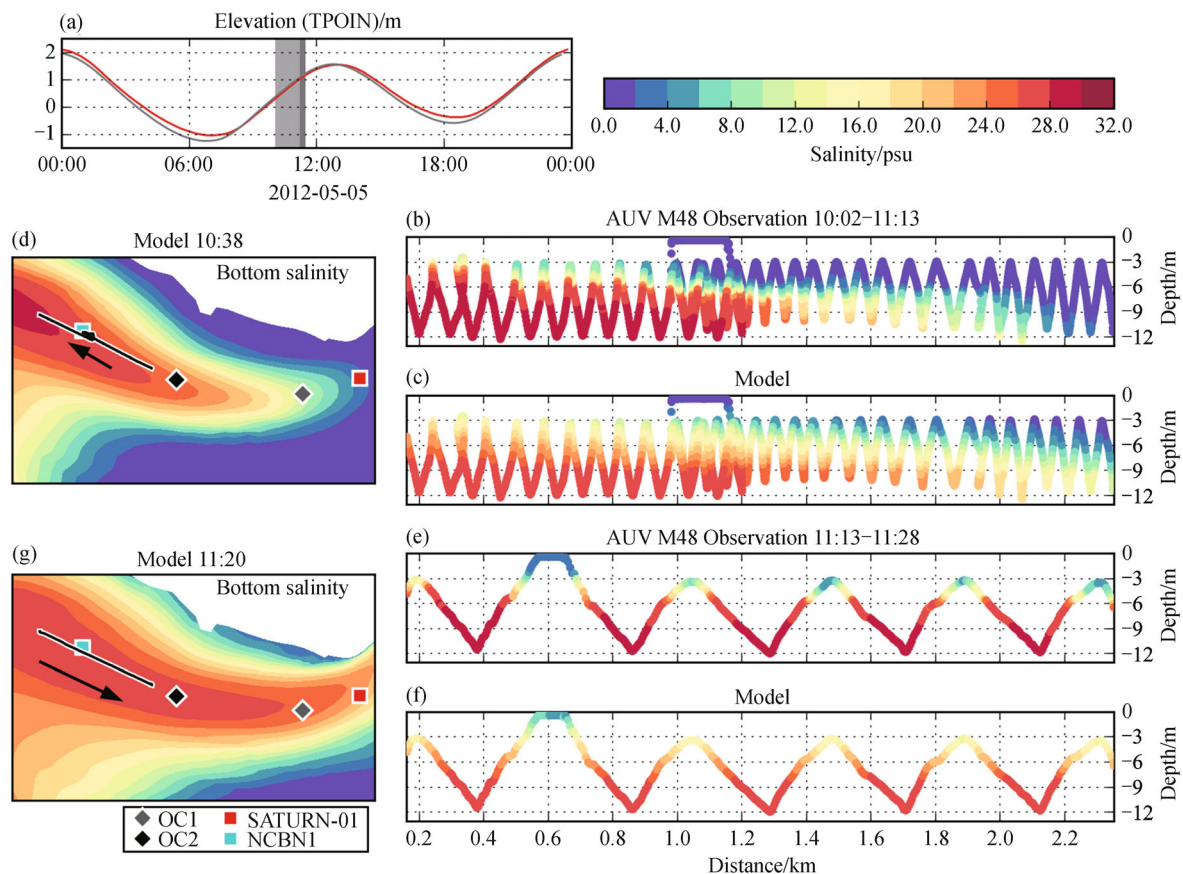 (a)
Elevation (TPOIN)/m
2
1
0
−1
00:00 06:00 12:00 18:00 00:00
2012-05-05
0.0 4.0 8.0 12.0 16.0 20.0 24.0 28.0 32.0
Salinity/psu
(d)
Model 10:38
Bottom salinity
(b)
AUV M48 Observation 10:02−11:13
0
−3
−6
−9
−12
Depth/m
(c)
Model
0
−3
−6
−9
−12
Depth/m
(g)
Model 11:20
Bottom salinity
OC1 SATURN-01
OC2 NCBN1
(e)
AUV M48 Observation 11:13−11:28
0
−3
−6
−9
−12
Depth/m
(f)
Model
0
−3
−6
−9
−12
Depth/m
0.2 0.4 0.6 0.8 1.0 1.2 1.4 1.6 1.8 2.0 2.2
Distance/km